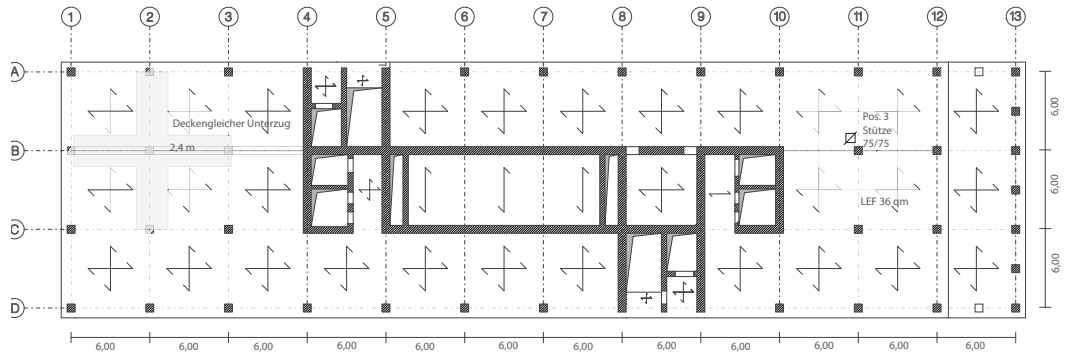 1 2 3 4 5 6 7 8 9 10 11 12 13
A
Deckengleicher Unterzug
Pos. 3
Stütze
75/75
6,00
B
2,4 m
6,00
LEF 36 qm
C
6,00
D
6,00 6,00 6,00 6,00 6,00 6,00 6,00 6,00 6,00 6,00 6,00 6,00